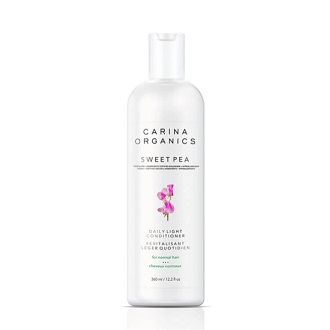 CARINA
ORGANICS
SWEET PEA
DAILY LIGHT
CONDITIONER
REVITALISANT
LÉGER QUOTIDIEN
for normal hair
cheveux normaux
360 ml / 12.2 fl oz